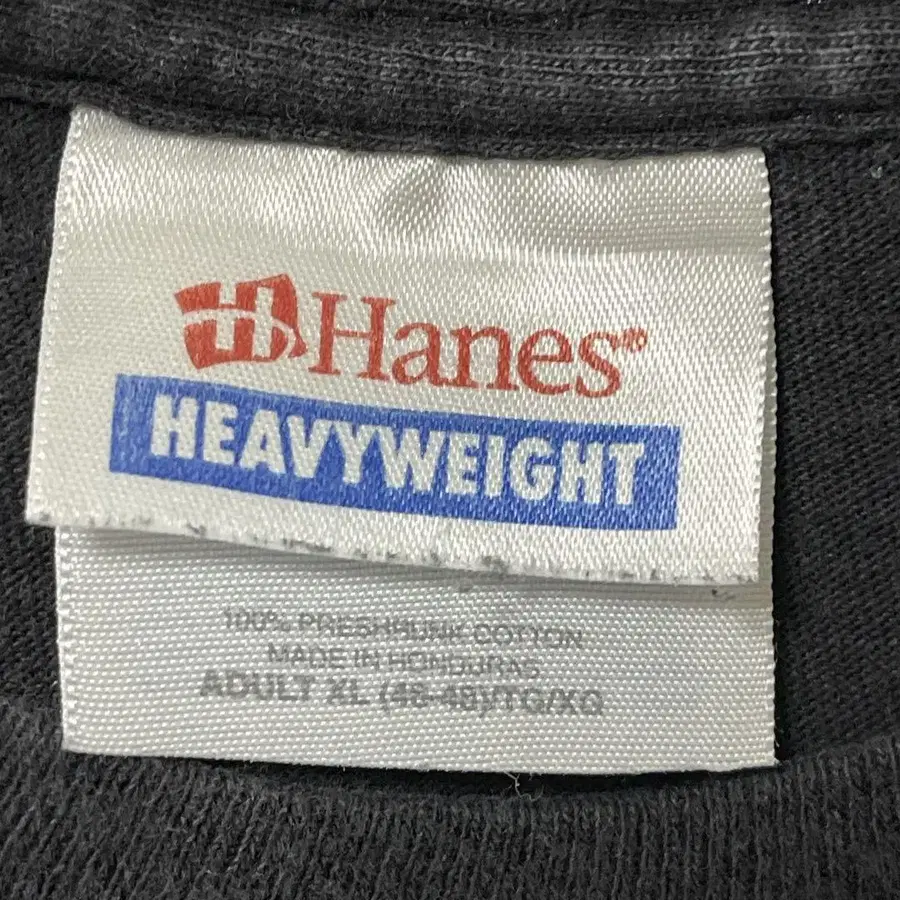 H Hanes®
HEAVYWEIGHT
100% PRESHRUNK COTTON
MADE IN HONDURAS
ADULT XL (46-48)/TG/XG